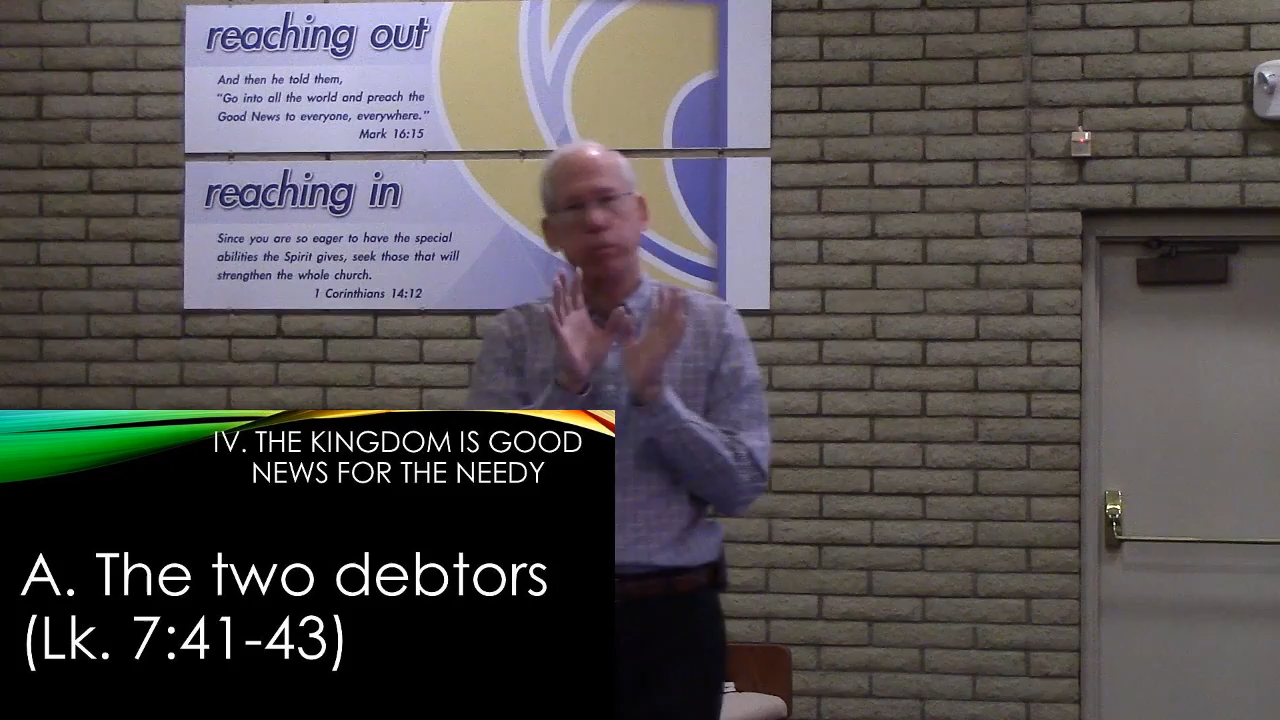 reaching out
And then he told them,
“Go into all the world and preach the
Good News to everyone, everywhere.”
Mark 16:15
reaching in
Since you are so eager to have the special
abilities the Spirit gives, seek those that will
strengthen the whole church.
1 Corinthians 14:12
IV. THE KINGDOM IS GOOD
NEWS FOR THE NEEDY
A. The two debtors
(Lk. 7:41-43)